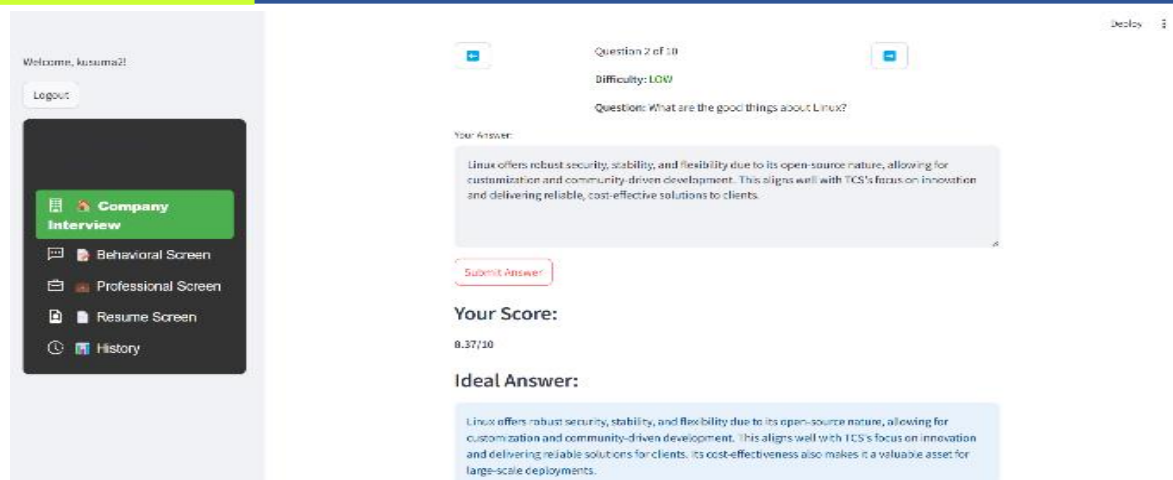 Deploy
Welcome, kusuma2!
Logout
Company
Interview
Behavioral Screen
Professional Screen
Resume Screen
History
Question 2 of 10
Difficulty: LOW
Question: What are the good things about Linux?
Your Answer:
Linux offers robust security, stability, and flexibility due to its open-source nature, allowing for
customization and community-driven development. This aligns well with TCS's focus on innovation
and delivering reliable, cost-effective solutions to clients.
Submit Answer
Your Score:
8.37/10
Ideal Answer:
Linux offers robust security, stability, and flexibility due to its open-source nature, allowing for
customization and community-driven development. This aligns well with TCS's focus on innovation
and delivering reliable solutions for clients. Its cost-effectiveness also makes it a valuable asset for
large-scale deployments.